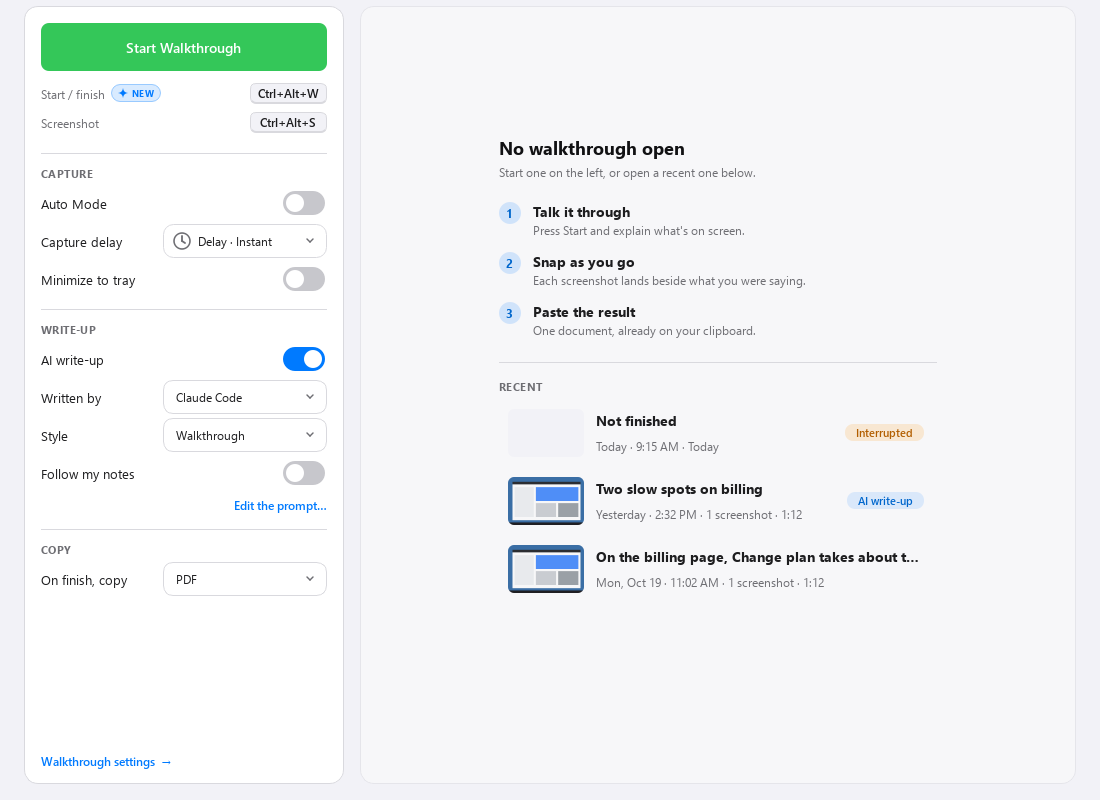 Start Walkthrough
Start / finish
NEW
Ctrl+Alt+W
Screenshot
Ctrl+Alt+S
CAPTURE
Auto Mode
Capture delay
Delay · Instant
Minimize to tray
WRITE-UP
AI write-up
Written by
Claude Code
Style
Walkthrough
Follow my notes
Edit the prompt...
COPY
On finish, copy
PDF
Walkthrough settings →
No walkthrough open
Start one on the left, or open a recent one below.
1
Talk it through
Press Start and explain what's on screen.
2
Snap as you go
Each screenshot lands beside what you were saying.
3
Paste the result
One document, already on your clipboard.
RECENT
Not finished
Today · 9:15 AM · Today
Interrupted
Two slow spots on billing
Yesterday · 2:32 PM · 1 screenshot · 1:12
AI write-up
On the billing page, Change plan takes about t...
Mon, Oct 19 · 11:02 AM · 1 screenshot · 1:12